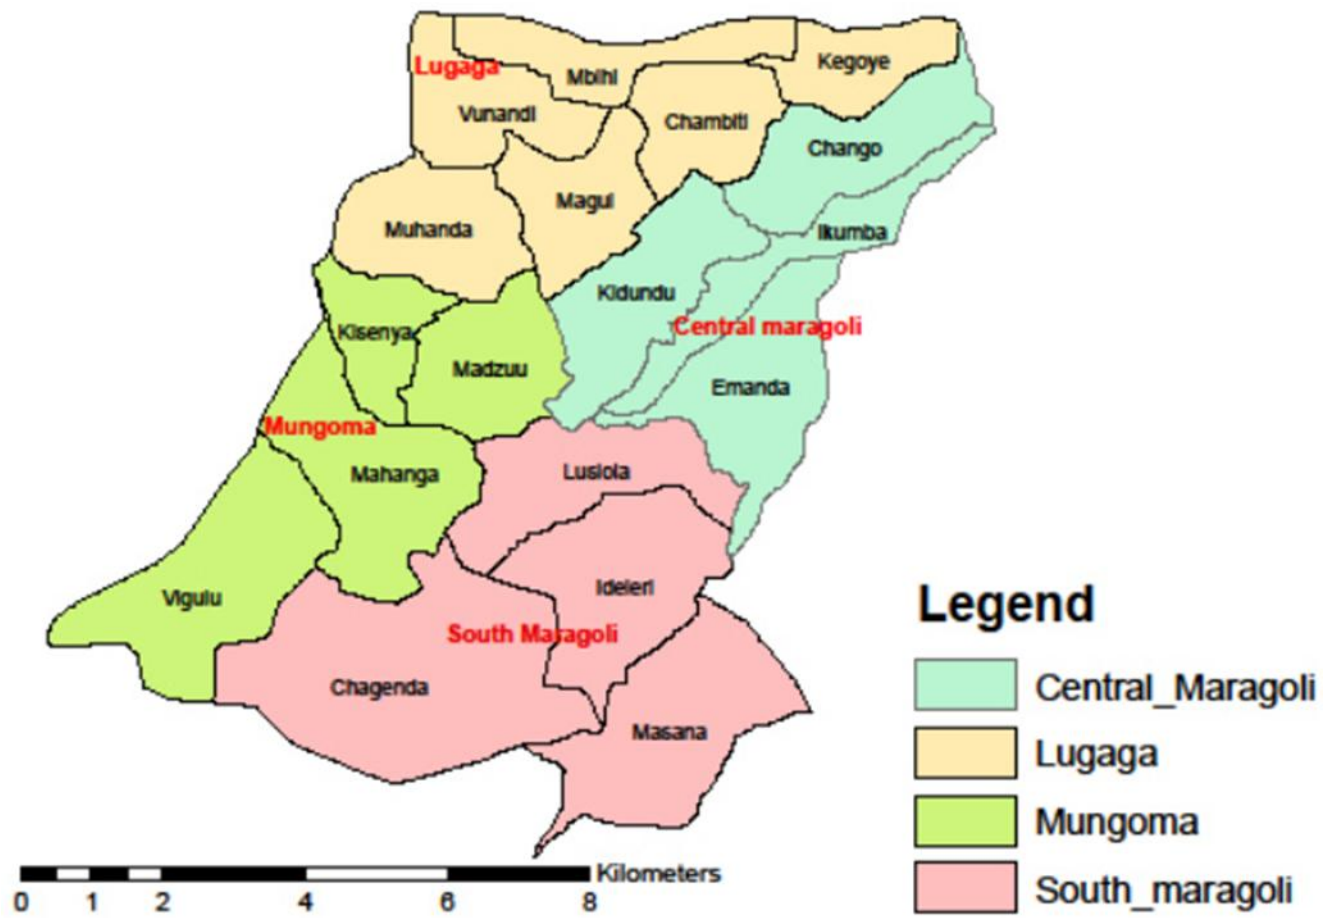 Kegoye
Lugaga
Mbihi
Vunandi
Chambiti
Chango
Magui
Muhanda
Ikumba
Kidundu
Central maragoli
Kisenya
Madzuu
Emanda
Mungoma
Mahanga
Lusiola
Vigulu
Ideleri
South Maragoli
Chagenda
Masana
Legend
Central_Maragoli
Lugaga
Mungoma
South_maragoli
Kilometers
0 1 2 4 6 8